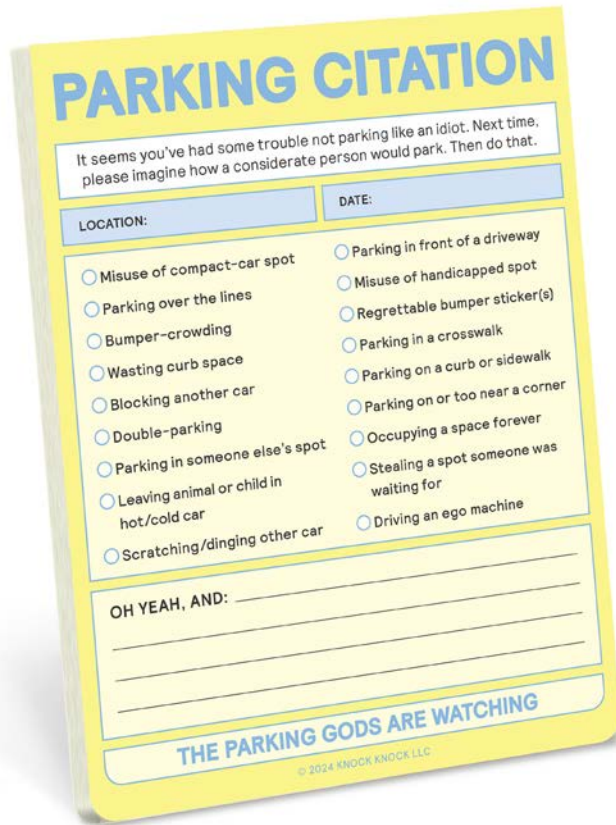 PARKING CITATION
It seems you've had some trouble not parking like an idiot. Next time,
please imagine how a considerate person would park. Then do that.
LOCATION:
DATE:
Misuse of compact-car spot
Parking over the lines
Bumper-crowding
Wasting curb space
Blocking another car
Double-parking
Parking in someone else's spot
Leaving animal or child in
hot/cold car
Scratching/dinging other car
Parking in front of a driveway
Misuse of handicapped spot
Regrettable bumper sticker(s)
Parking in a crosswalk
Parking on a curb or sidewalk
Parking on or too near a corner
Occupying a space forever
Stealing a spot someone was
waiting for
Driving an ego machine
OH YEAH, AND:
THE PARKING GODS ARE WATCHING
© 2024 KNOCK KNOCK LLC